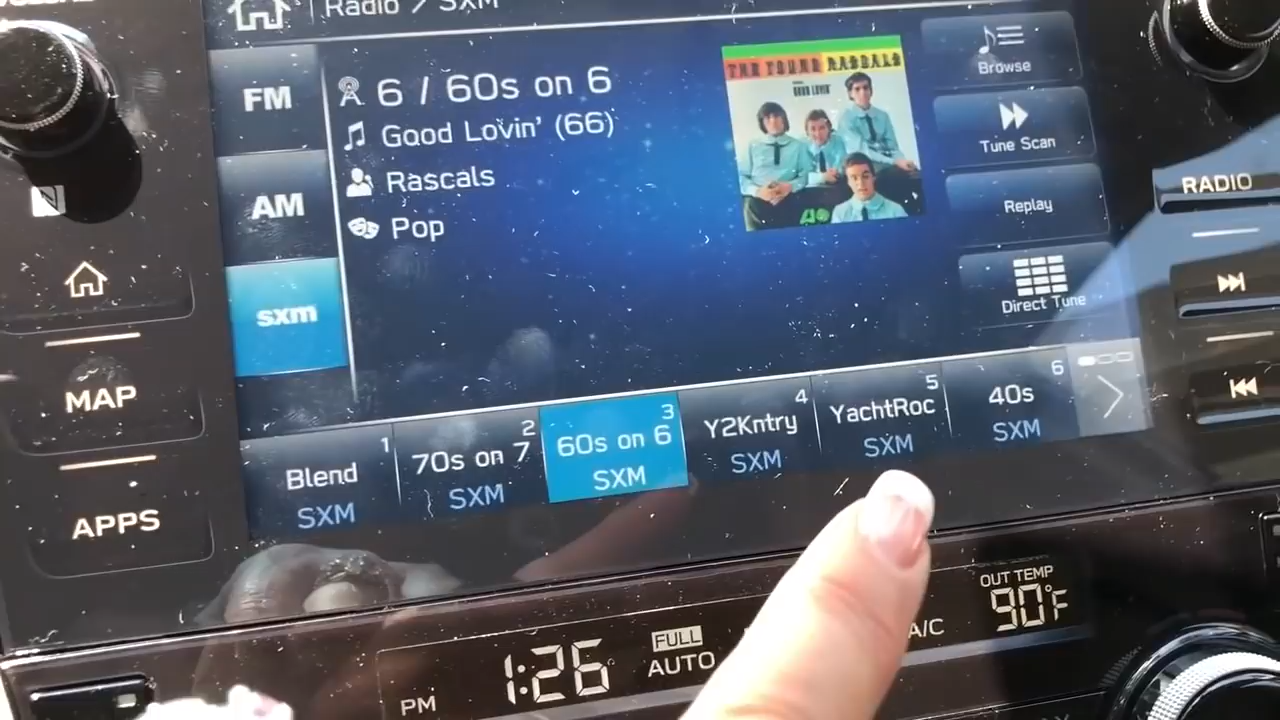 Radio / SXM
FM
AM
sxm
6 / 60s on 6
Good Lovin' (66)
Rascals
Pop
THE YOUNG RASCALS
GOOD LOVIN'
Browse
Tune Scan
Replay
Direct Tune
1
Blend
SXM
2
70s on 7
SXM
3
60s on 6
SXM
4
Y2Kntry
SXM
5
YachtRoc
SXM
6
40s
SXM
MAP
APPS
RADIO
PM 1:26
FULL
AUTO
A/C
OUT TEMP
90°F